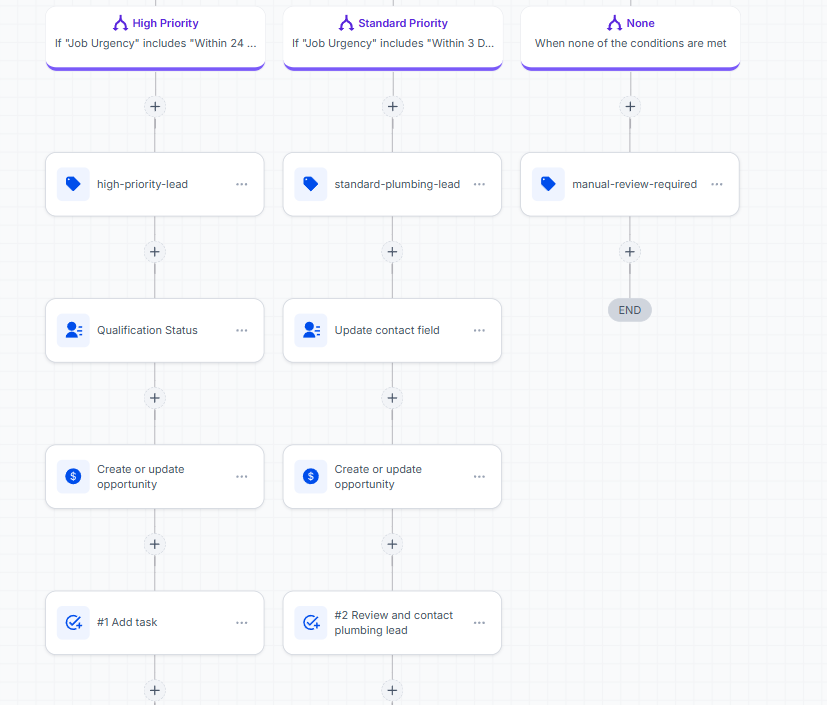 High Priority
If "Job Urgency" includes "Within 24 ...
Standard Priority
If "Job Urgency" includes "Within 3 D...
None
When none of the conditions are met
high-priority-lead
standard-plumbing-lead
manual-review-required
END
Qualification Status
Update contact field
Create or update
opportunity
Create or update
opportunity
#1 Add task
#2 Review and contact
plumbing lead